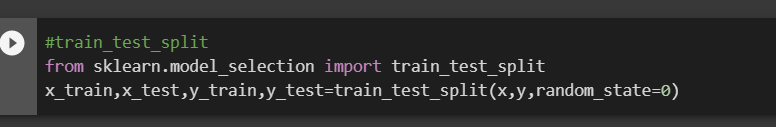 #train_test_split
from sklearn.model_selection import train_test_split
x_train,x_test,y_train,y_test=train_test_split(x,y,random_state=0)